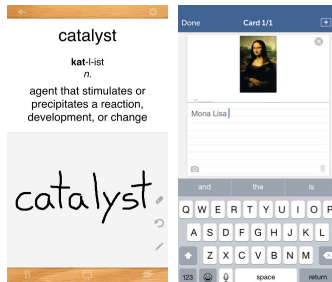 catalyst
kat-l-ist
n.
agent that stimulates or
precipitates a reaction,
development, or change
catalyst
Done
Card 1/1
Mona Lisa
and the is
Q W E R T Y U I O P
A S D F G H J K L
Z X C V B N M
123 space return